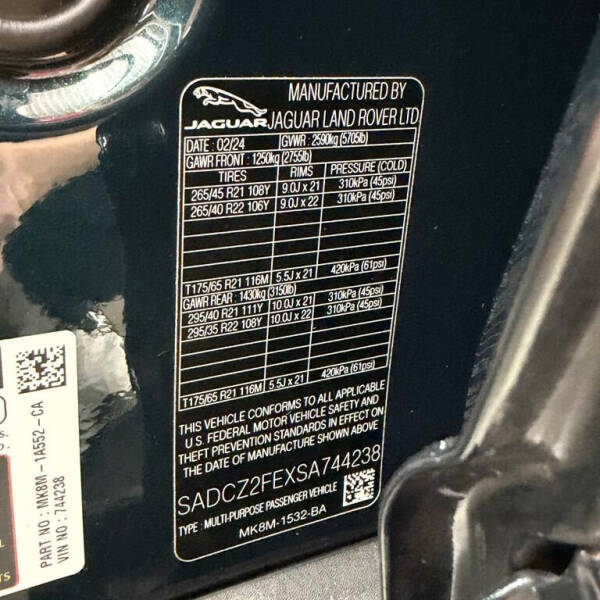 MANUFACTURED BY
JAGUAR JAGUAR LAND ROVER LTD
DATE : 02/24 GVWR : 2590kg (5705lb)
GAWR FRONT : 1250kg (2755lb)
TIRES RIMS PRESSURE (COLD)
265/45 R21 108Y 9.0J x 21 310kPa (45psi)
265/40 R22 106Y 9.0J x 22 310kPa (45psi)
T175/65 R21 116M 5.5J x 21 420kPa (61psi)
GAWR REAR : 1430kg (3150lb)
295/40 R21 111Y 10.0J x 21 310kPa (45psi)
295/35 R22 108Y 10.0J x 22 310kPa (45psi)
T175/65 R21 116M 5.5J x 21 420kPa (61psi)
THIS VEHICLE CONFORMS TO ALL APPLICABLE
U.S. FEDERAL MOTOR VEHICLE SAFETY AND
THEFT PREVENTION STANDARDS IN EFFECT ON
THE DATE OF MANUFACTURE SHOWN ABOVE
SADCZ2FEXSA744238
TYPE : MULTI-PURPOSE PASSENGER VEHICLE
MK8M-1532-BA
PART NO : MK8M-1A552-CA
VIN NO : 744238